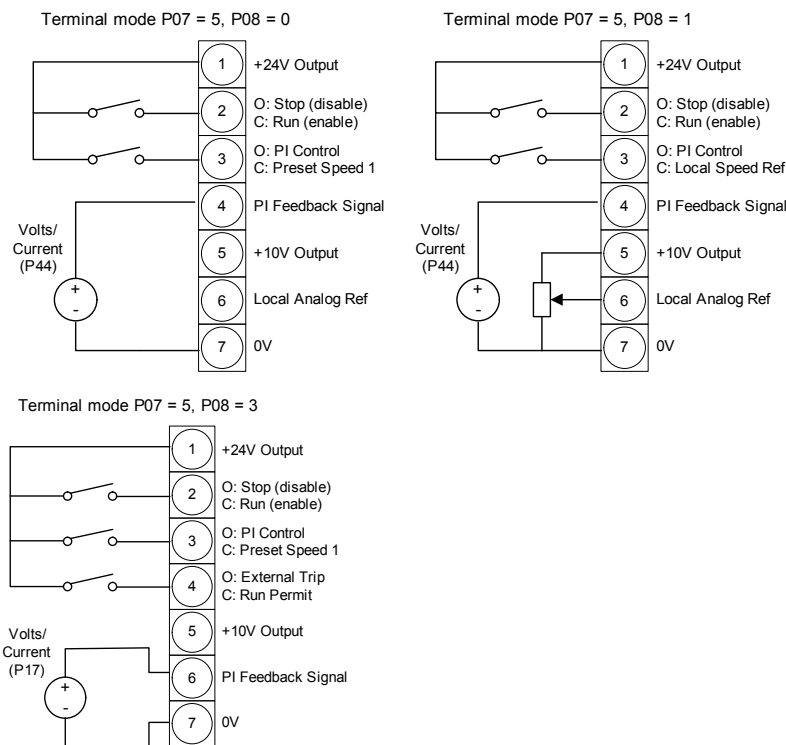 Terminal mode P07 = 5, P08 = 0
1 +24V Output
2 O: Stop (disable)
C: Run (enable)
3 O: PI Control
C: Preset Speed 1
4 PI Feedback Signal
5 +10V Output
6 Local Analog Ref
7 0V
Volts/
Current
(P44)
+
-
Terminal mode P07 = 5, P08 = 1
1 +24V Output
2 O: Stop (disable)
C: Run (enable)
3 O: PI Control
C: Local Speed Ref
4 PI Feedback Signal
5 +10V Output
6 Local Analog Ref
7 0V
Volts/
Current
(P44)
+
-
Terminal mode P07 = 5, P08 = 3
1 +24V Output
2 O: Stop (disable)
C: Run (enable)
3 O: PI Control
C: Preset Speed 1
4 O: External Trip
C: Run Permit
5 +10V Output
6 PI Feedback Signal
7 0V
Volts/
Current
(P17)
+
-